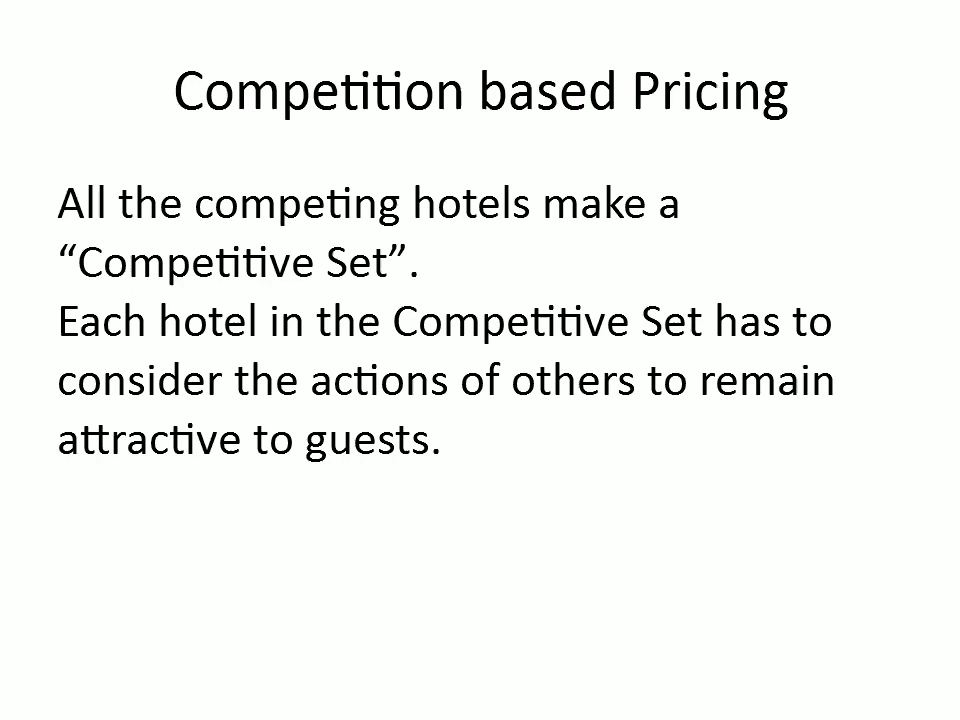 Competition based Pricing
All the competing hotels make a
“Competitive Set”.
Each hotel in the Competitive Set has to
consider the actions of others to remain
attractive to guests.